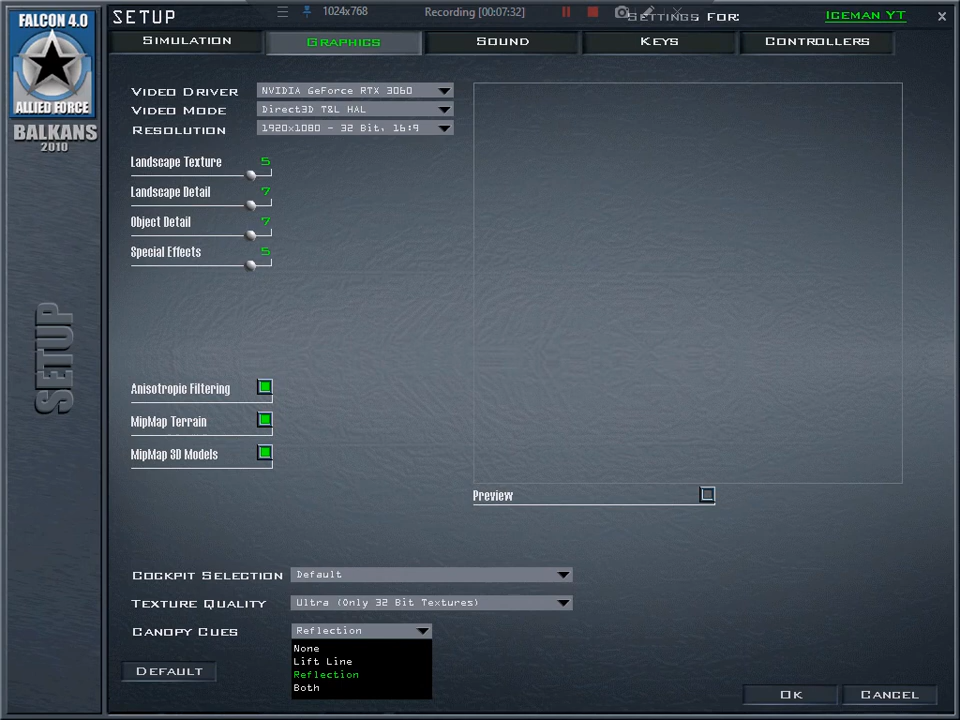 FALCON 4.0
ALLIED FORCE
BALKANS
2010
SETUP
SETUP
1024x768
Recording [00:07:32]
SETTINGS FOR:
ICEMAN YT
SIMULATION
GRAPHICS
SOUND
KEYS
CONTROLLERS
VIDEO DRIVER NVIDIA GeForce RTX 3060
VIDEO MODE Direct3D T&L HAL
RESOLUTION 1920x1080 - 32 Bit, 16:9
Landscape Texture 5
Landscape Detail 7
Object Detail 7
Special Effects 5
Anisotropic Filtering
MipMap Terrain
MipMap 3D Models
Preview
COCKPIT SELECTION Default
TEXTURE QUALITY Ultra (Only 32 Bit Textures)
CANOPY CUES Reflection
None
Lift Line
Reflection
Both
DEFAULT
OK
CANCEL